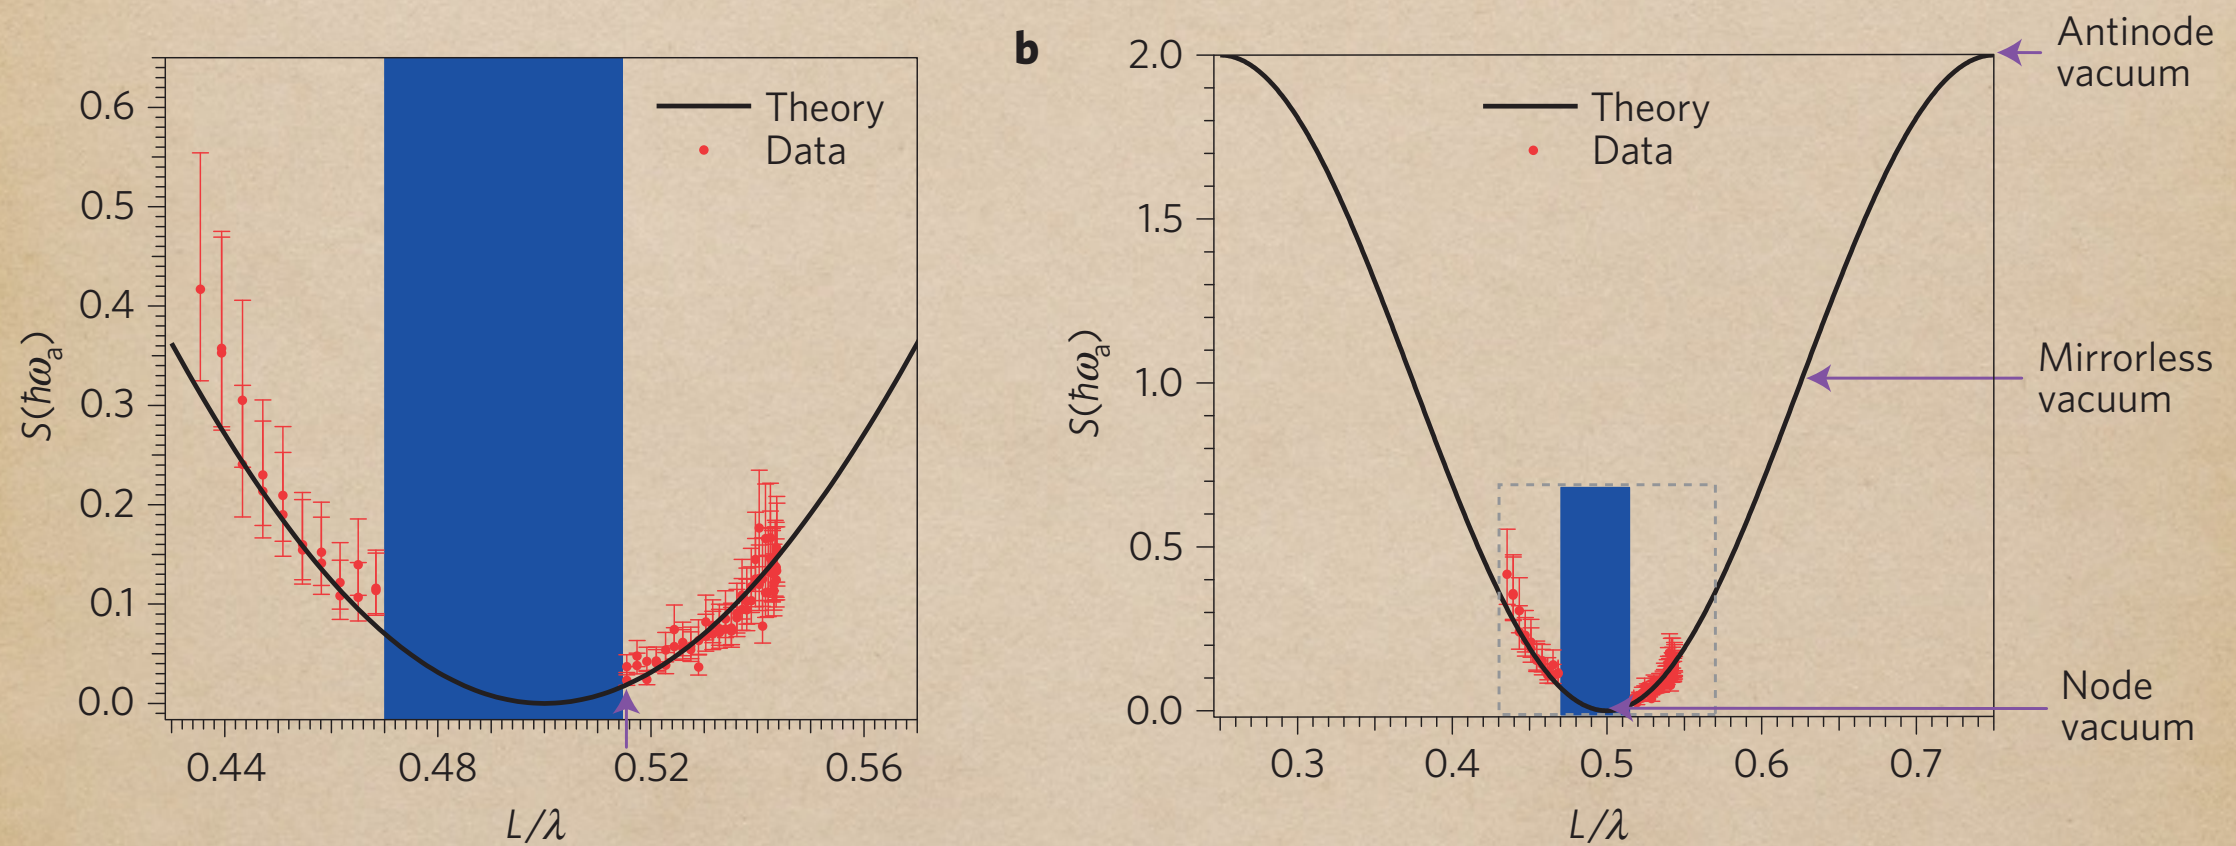 0.6
0.5
0.4
0.3
0.2
0.1
0.0
S(ħωa)
Theory
Data
0.44 0.48 0.52 0.56
L/λ
b
2.0
1.5
1.0
0.5
0.0
S(ħωa)
Theory
Data
0.3 0.4 0.5 0.6 0.7
L/λ
Antinode
vacuum
Mirrorless
vacuum
Node
vacuum